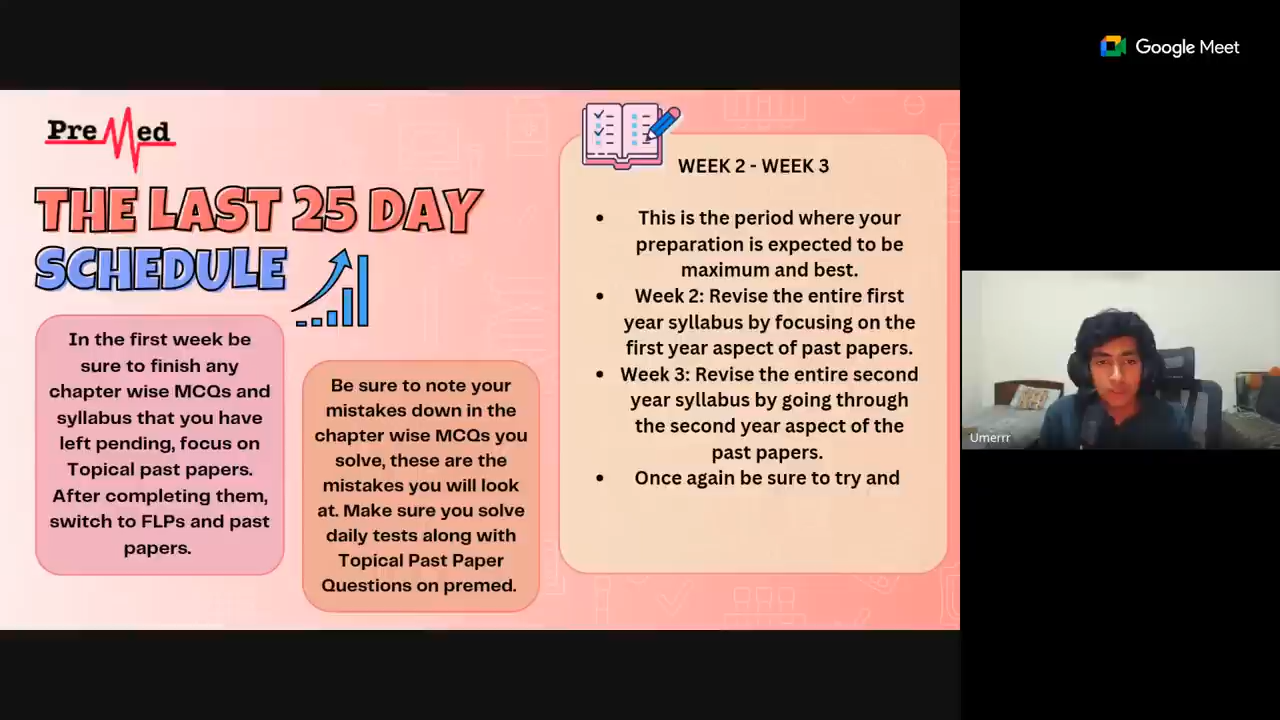 Google Meet
PreMed
THE LAST 25 DAY
SCHEDULE
In the first week be
sure to finish any
chapter wise MCQs and
syllabus that you have
left pending, focus on
Topical past papers.
After completing them,
switch to FLPs and past
papers.
Be sure to note your
mistakes down in the
chapter wise MCQs you
solve, these are the
mistakes you will look
at. Make sure you solve
daily tests along with
Topical Past Paper
Questions on premed.
WEEK 2 - WEEK 3
• This is the period where your
preparation is expected to be
maximum and best.
• Week 2: Revise the entire first
year syllabus by focusing on the
first year aspect of past papers.
• Week 3: Revise the entire second
year syllabus by going through
the second year aspect of the
past papers.
• Once again be sure to try and
Umerrr